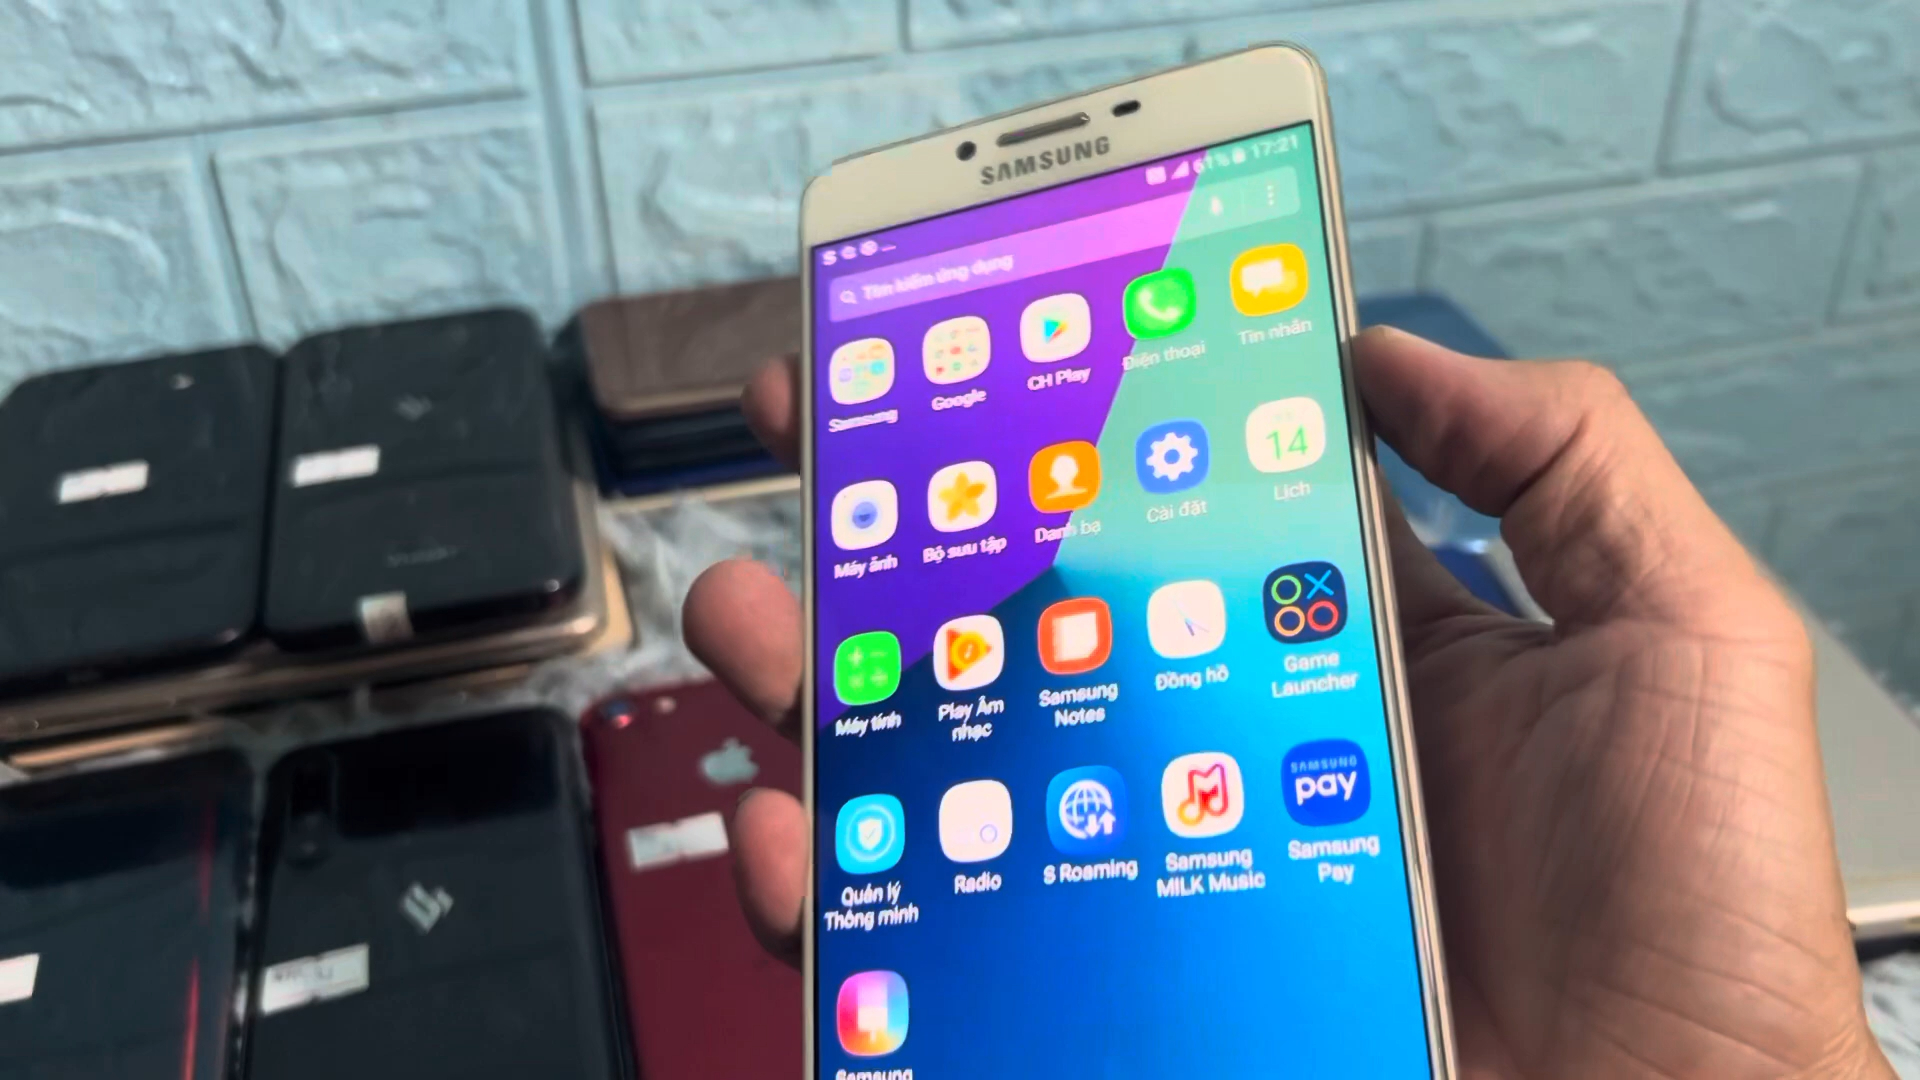 SAMSUNG
61% 17:21
Tìm kiếm ứng dụng
Samsung
Google
CH Play
Điện thoại
Tin nhắn
Máy ảnh
Bộ sưu tập
Danh bạ
Cài đặt
14
Lịch
Máy tính
Play Âm
nhạc
Samsung
Notes
Đồng hồ
Game
Launcher
Quản lý
Thông minh
Radio
S Roaming
Samsung
MILK Music
SAMSUNG
pay
Samsung
Pay
Samsung